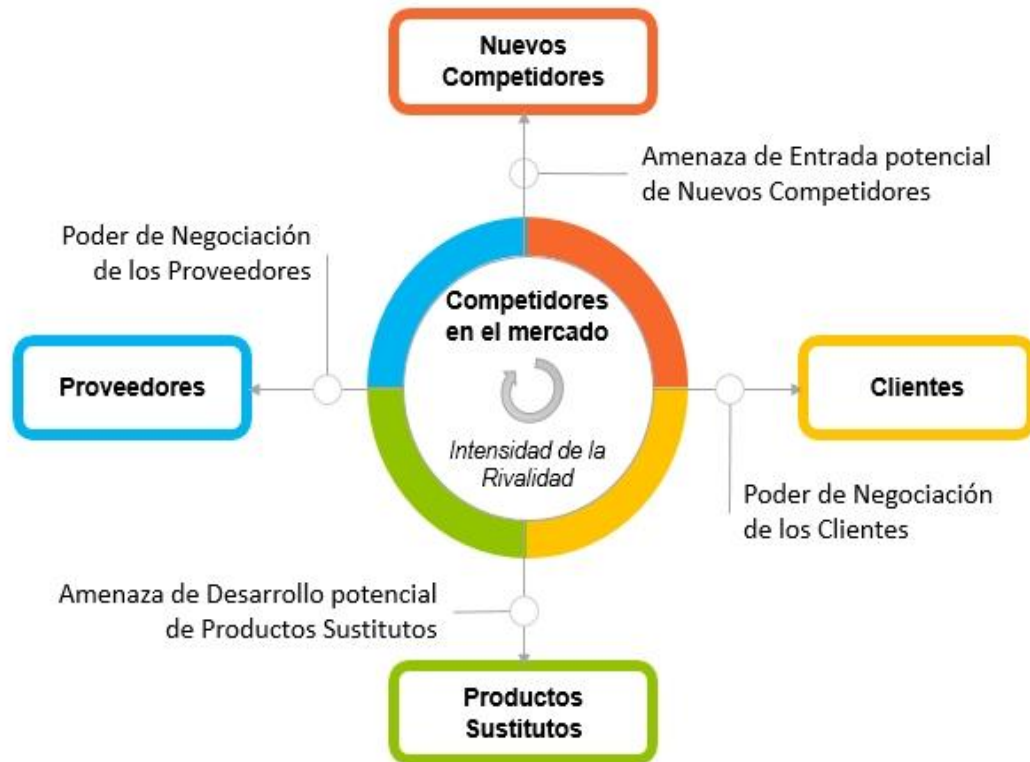 Nuevos
Competidores
Amenaza de Entrada potencial
de Nuevos Competidores
Poder de Negociación
de los Proveedores
Competidores
en el mercado
Proveedores
Clientes
Intensidad de la
Rivalidad
Poder de Negociación
de los Clientes
Amenaza de Desarrollo potencial
de Productos Sustitutos
Productos
Sustitutos